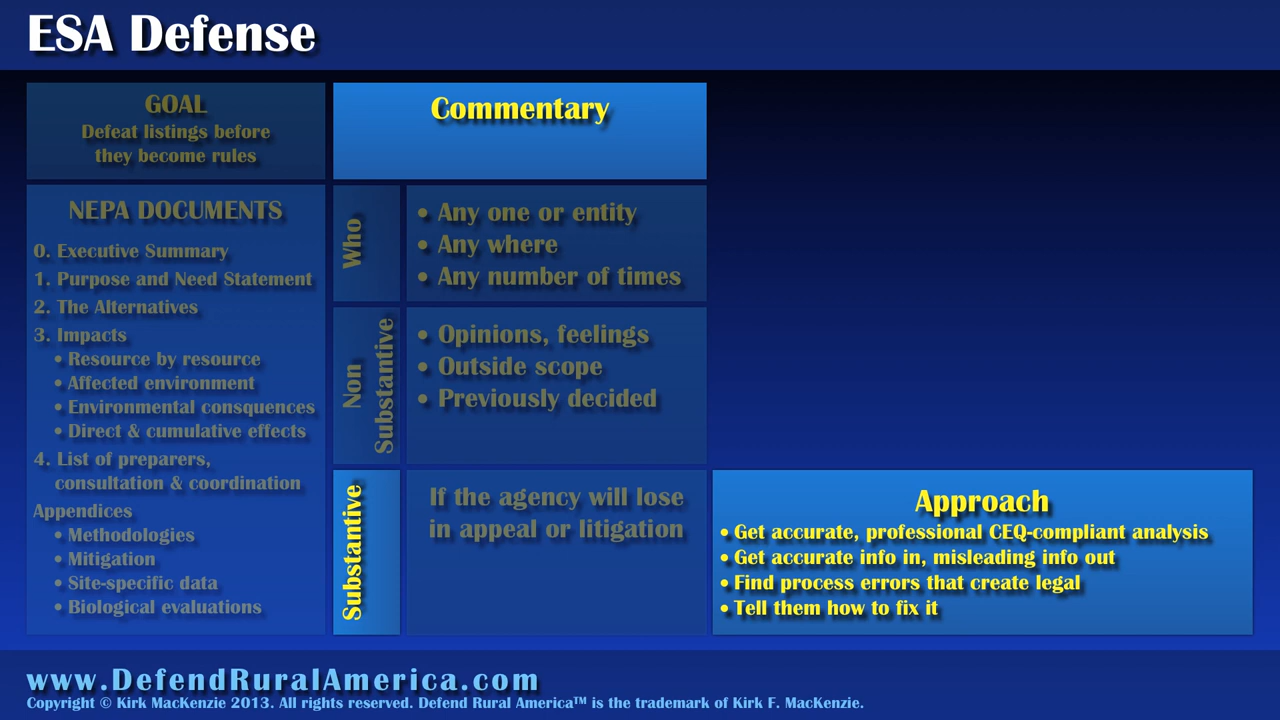 ESA Defense
GOAL
Defeat listings before
they become rules
NEPA DOCUMENTS
0. Executive Summary
1. Purpose and Need Statement
2. The Alternatives
3. Impacts
• Resource by resource
• Affected environment
• Environmental consquences
• Direct & cumulative effects
4. List of preparers,
consultation & coordination
Appendices
• Methodologies
• Mitigation
• Site-specific data
• Biological evaluations
Commentary
Who
• Any one or entity
• Any where
• Any number of times
Non
Substantive
• Opinions, feelings
• Outside scope
• Previously decided
Substantive
If the agency will lose
in appeal or litigation
Approach
• Get accurate, professional CEQ-compliant analysis
• Get accurate info in, misleading info out
• Find process errors that create legal
• Tell them how to fix it
www.DefendRuralAmerica.com
Copyright © Kirk MacKenzie 2013. All rights reserved. Defend Rural America™ is the trademark of Kirk F. MacKenzie.